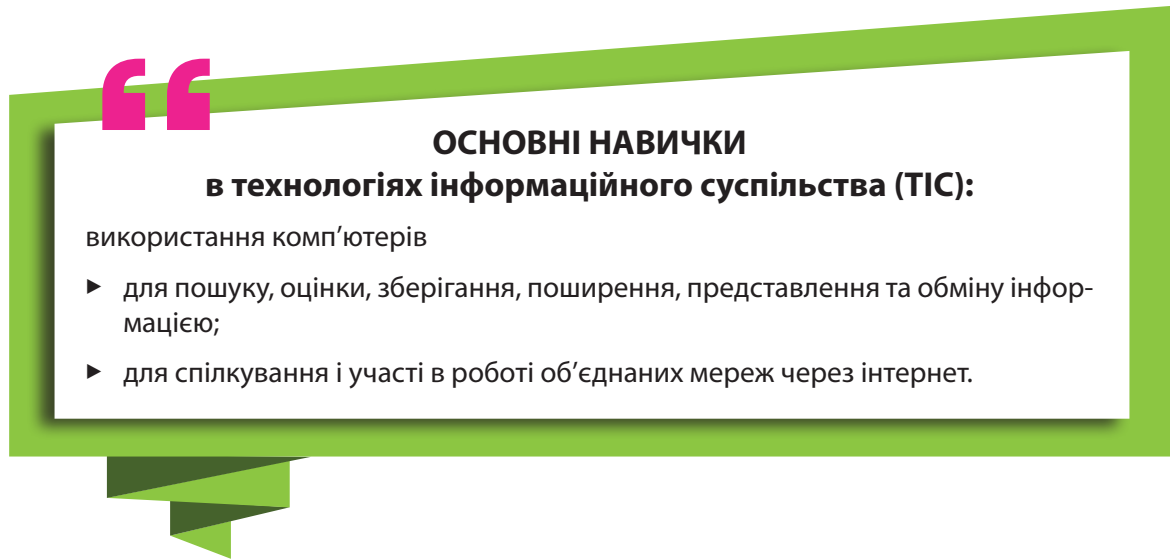 ОСНОВНІ НАВИЧКИ
в технологіях інформаційного суспільства (ТІС):
використання комп’ютерів
► для пошуку, оцінки, зберігання, поширення, представлення та обміну інфор-
мацією;
► для спілкування і участі в роботі об’єднаних мереж через інтернет.